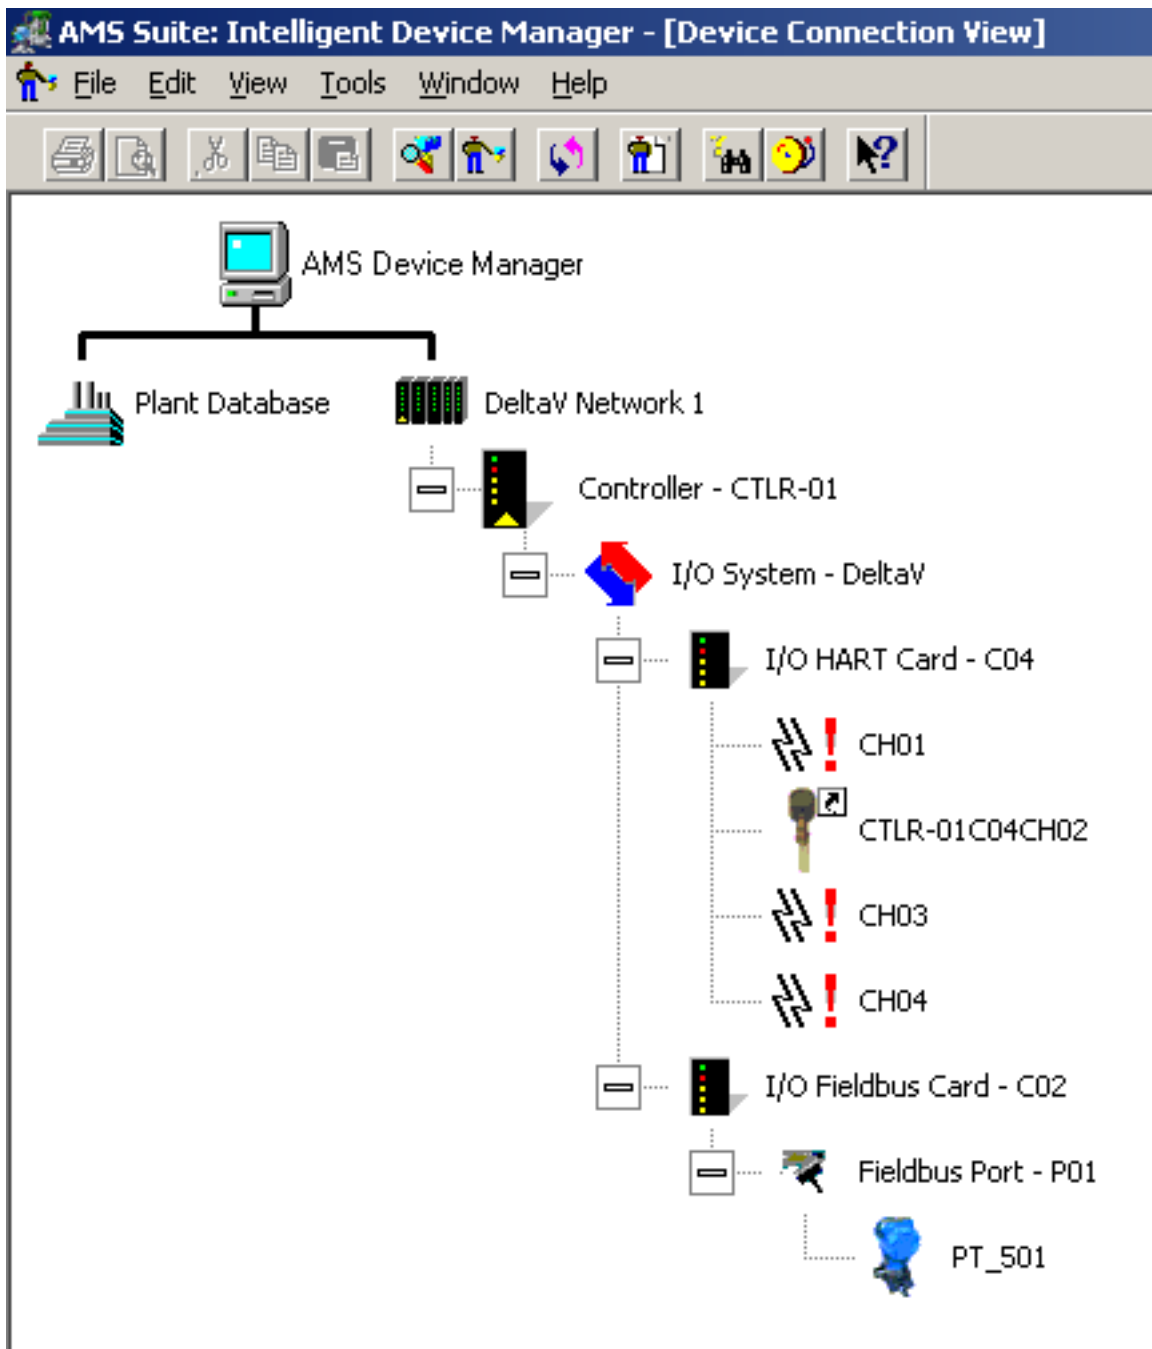 AMS Suite: Intelligent Device Manager - [Device Connection View]
File Edit View Tools Window Help
AMS Device Manager
Plant Database DeltaV Network 1
Controller - CTLR-01
I/O System - DeltaV
I/O HART Card - C04
CH01
CTLR-01C04CH02
CH03
CH04
I/O Fieldbus Card - C02
Fieldbus Port - P01
PT_501